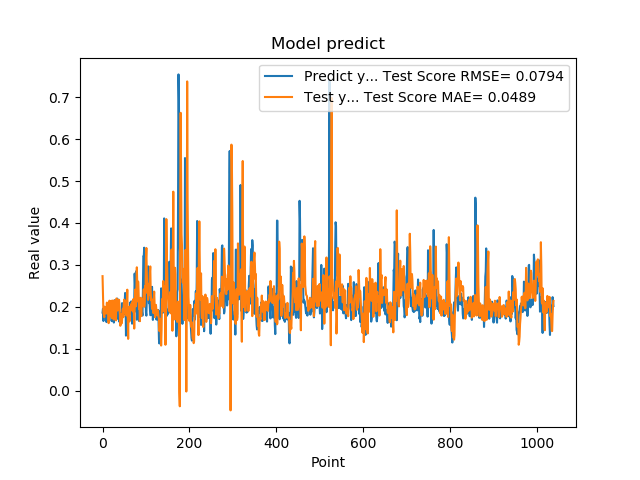 Model predict
Predict y... Test Score RMSE= 0.0794
Test y... Test Score MAE= 0.0489
0.7
0.6
0.5
0.4
0.3
0.2
0.1
0.0
Real value
0 200 400 600 800 1000
Point